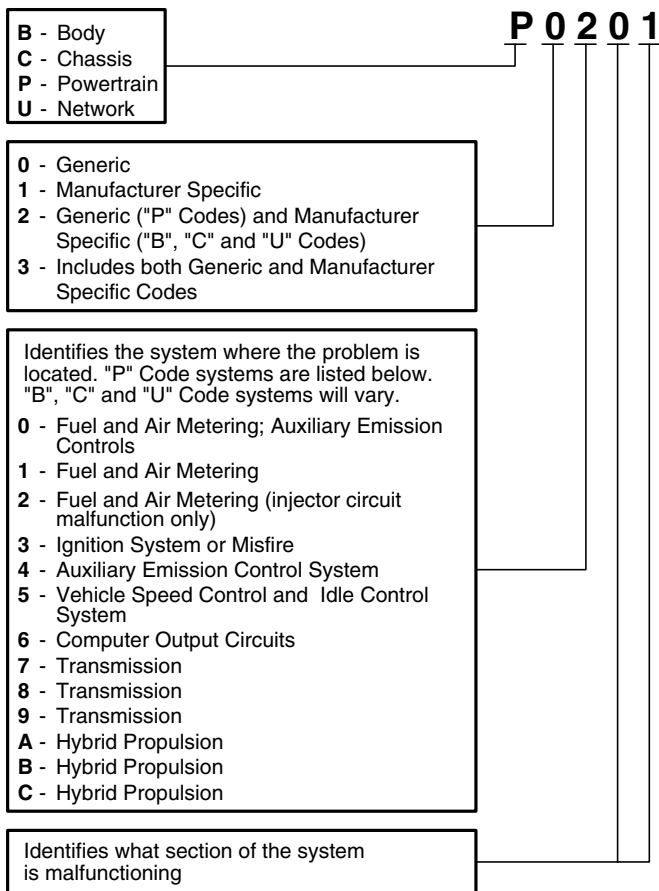 P 0 2 0 1
B - Body
C - Chassis
P - Powertrain
U - Network
0 - Generic
1 - Manufacturer Specific
2 - Generic ("P" Codes) and Manufacturer
Specific ("B", "C" and "U" Codes)
3 - Includes both Generic and Manufacturer
Specific Codes
Identifies the system where the problem is
located. "P" Code systems are listed below.
"B", "C" and "U" Code systems will vary.
0 - Fuel and Air Metering; Auxiliary Emission
Controls
1 - Fuel and Air Metering
2 - Fuel and Air Metering (injector circuit
malfunction only)
3 - Ignition System or Misfire
4 - Auxiliary Emission Control System
5 - Vehicle Speed Control and Idle Control
System
6 - Computer Output Circuits
7 - Transmission
8 - Transmission
9 - Transmission
A - Hybrid Propulsion
B - Hybrid Propulsion
C - Hybrid Propulsion
Identifies what section of the system
is malfunctioning